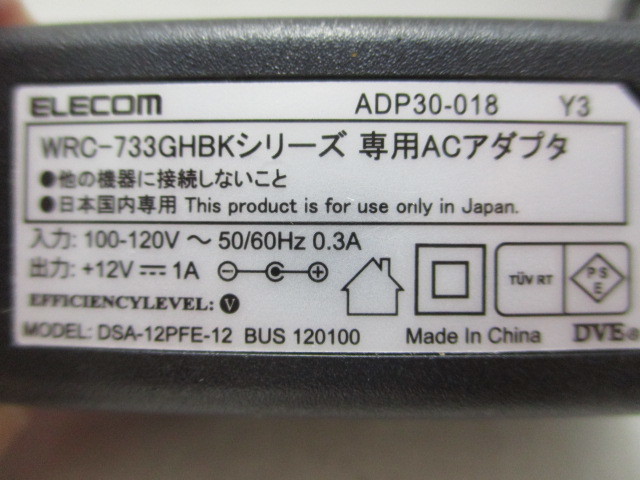 ELECOM ADP30-018 Y3
WRC-733GHBKシリーズ 専用ACアダプタ
●他の機器に接続しないこと
●日本国内専用 This product is for use only in Japan.
入力: 100-120V ～ 50/60Hz 0.3A
出力: +12V ⎓ 1A
EFFICIENCYLEVEL: V
MODEL: DSA-12PFE-12 BUS 120100
TÜV RT
PS
E
Made In China
DVE